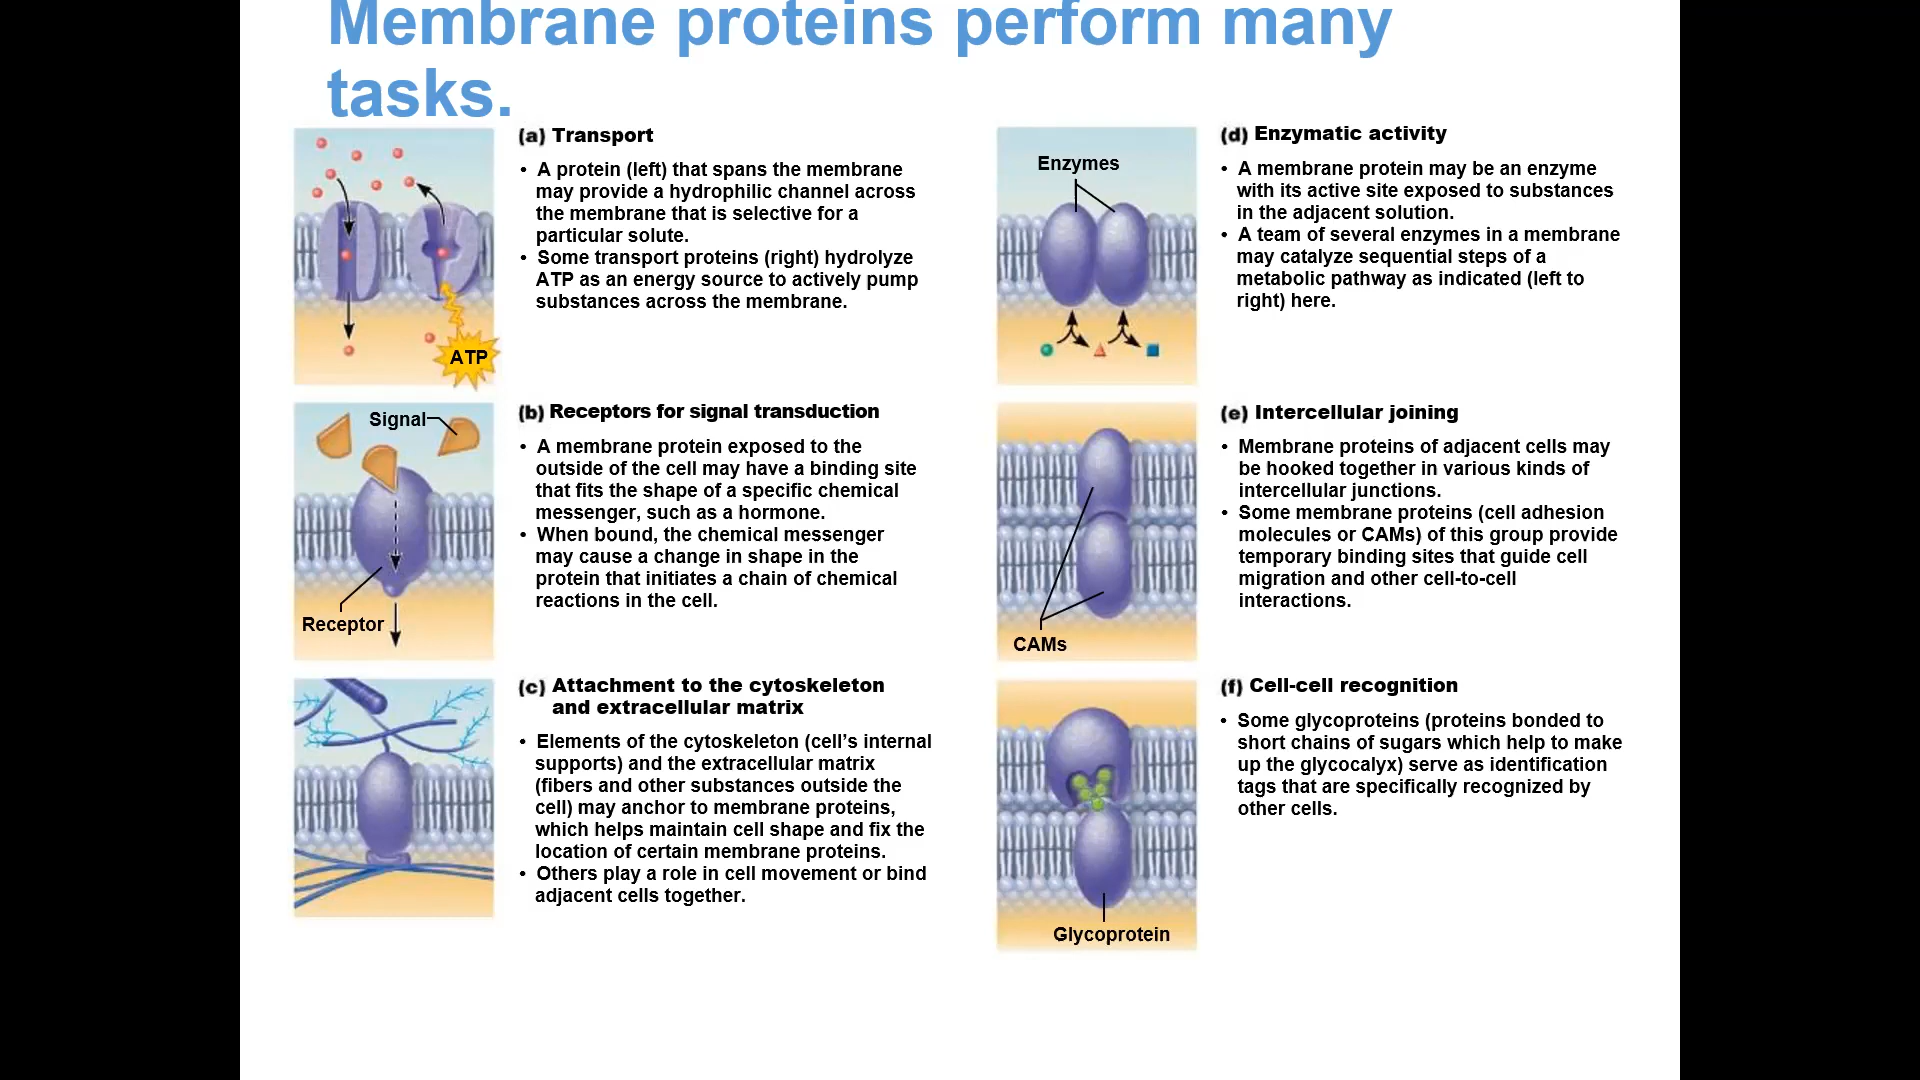 Membrane proteins perform many
tasks.
(a) Transport
• A protein (left) that spans the membrane
may provide a hydrophilic channel across
the membrane that is selective for a
particular solute.
• Some transport proteins (right) hydrolyze
ATP as an energy source to actively pump
substances across the membrane.
ATP
Signal
Receptor
(b) Receptors for signal transduction
• A membrane protein exposed to the
outside of the cell may have a binding site
that fits the shape of a specific chemical
messenger, such as a hormone.
• When bound, the chemical messenger
may cause a change in shape in the
protein that initiates a chain of chemical
reactions in the cell.
(c) Attachment to the cytoskeleton
and extracellular matrix
• Elements of the cytoskeleton (cell's internal
supports) and the extracellular matrix
(fibers and other substances outside the
cell) may anchor to membrane proteins,
which helps maintain cell shape and fix the
location of certain membrane proteins.
• Others play a role in cell movement or bind
adjacent cells together.
Enzymes
(d) Enzymatic activity
• A membrane protein may be an enzyme
with its active site exposed to substances
in the adjacent solution.
• A team of several enzymes in a membrane
may catalyze sequential steps of a
metabolic pathway as indicated (left to
right) here.
CAMs
(e) Intercellular joining
• Membrane proteins of adjacent cells may
be hooked together in various kinds of
intercellular junctions.
• Some membrane proteins (cell adhesion
molecules or CAMs) of this group provide
temporary binding sites that guide cell
migration and other cell-to-cell
interactions.
Glycoprotein
(f) Cell-cell recognition
• Some glycoproteins (proteins bonded to
short chains of sugars which help to make
up the glycocalyx) serve as identification
tags that are specifically recognized by
other cells.